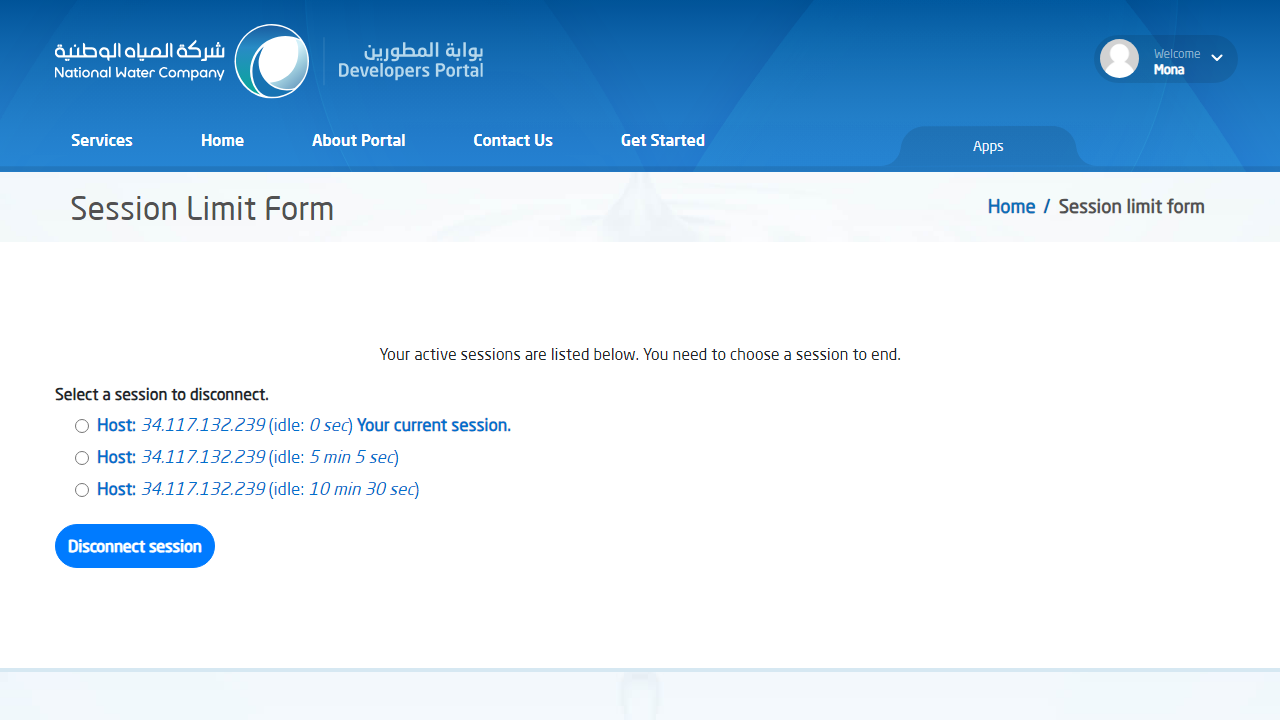 شركة المياه الوطنية
National Water Company
بوابة المطورين
Developers Portal
Welcome
Mona
Services
Home
About Portal
Contact Us
Get Started
Apps
Session Limit Form
Home / Session limit form
Your active sessions are listed below. You need to choose a session to end.
Select a session to disconnect.
Host: 34.117.132.239 (idle: 0 sec) Your current session.
Host: 34.117.132.239 (idle: 5 min 5 sec)
Host: 34.117.132.239 (idle: 10 min 30 sec)
Disconnect session